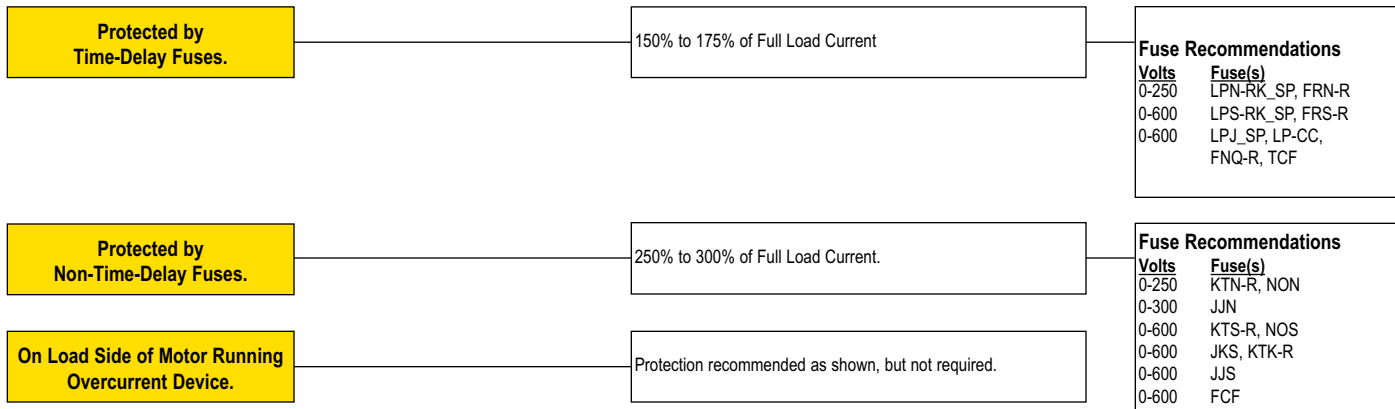 Protected by
Time-Delay Fuses.
150% to 175% of Full Load Current
Fuse Recommendations
Volts Fuse(s)
0-250 LPN-RK_SP, FRN-R
0-600 LPS-RK_SP, FRS-R
0-600 LPJ_SP, LP-CC,
FNQ-R, TCF
Protected by
Non-Time-Delay Fuses.
250% to 300% of Full Load Current.
Fuse Recommendations
Volts Fuse(s)
0-250 KTN-R, NON
0-300 JJN
0-600 KTS-R, NOS
0-600 JKS, KTK-R
0-600 JJS
0-600 FCF
On Load Side of Motor Running
Overcurrent Device.
Protection recommended as shown, but not required.